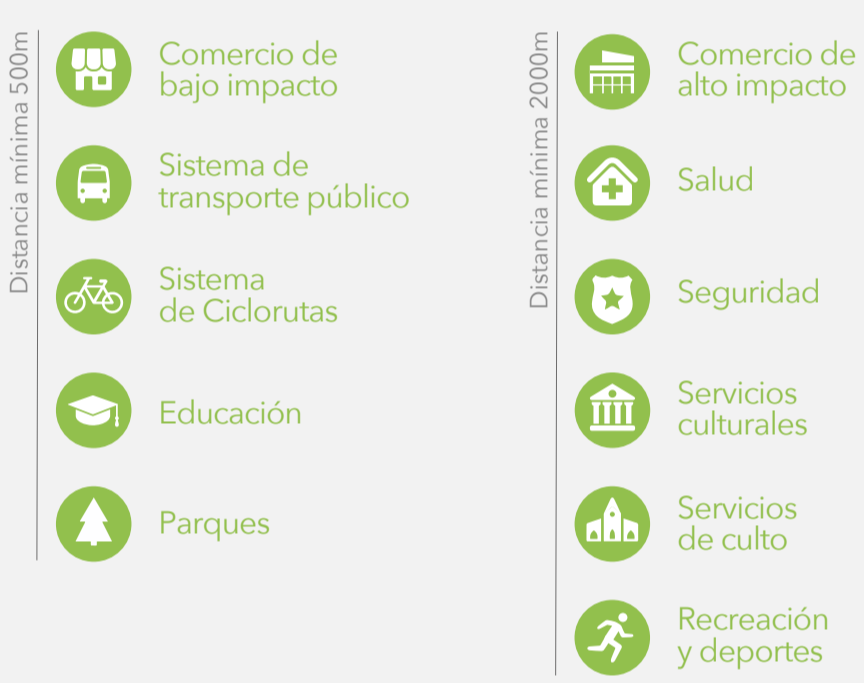 Distancia mínima 500m
Comercio de
bajo impacto
Sistema de
transporte público
Sistema
de Ciclorutas
Educación
Parques
Distancia mínima 2000m
Comercio de
alto impacto
Salud
Seguridad
Servicios
culturales
Servicios
de culto
Recreación
y deportes